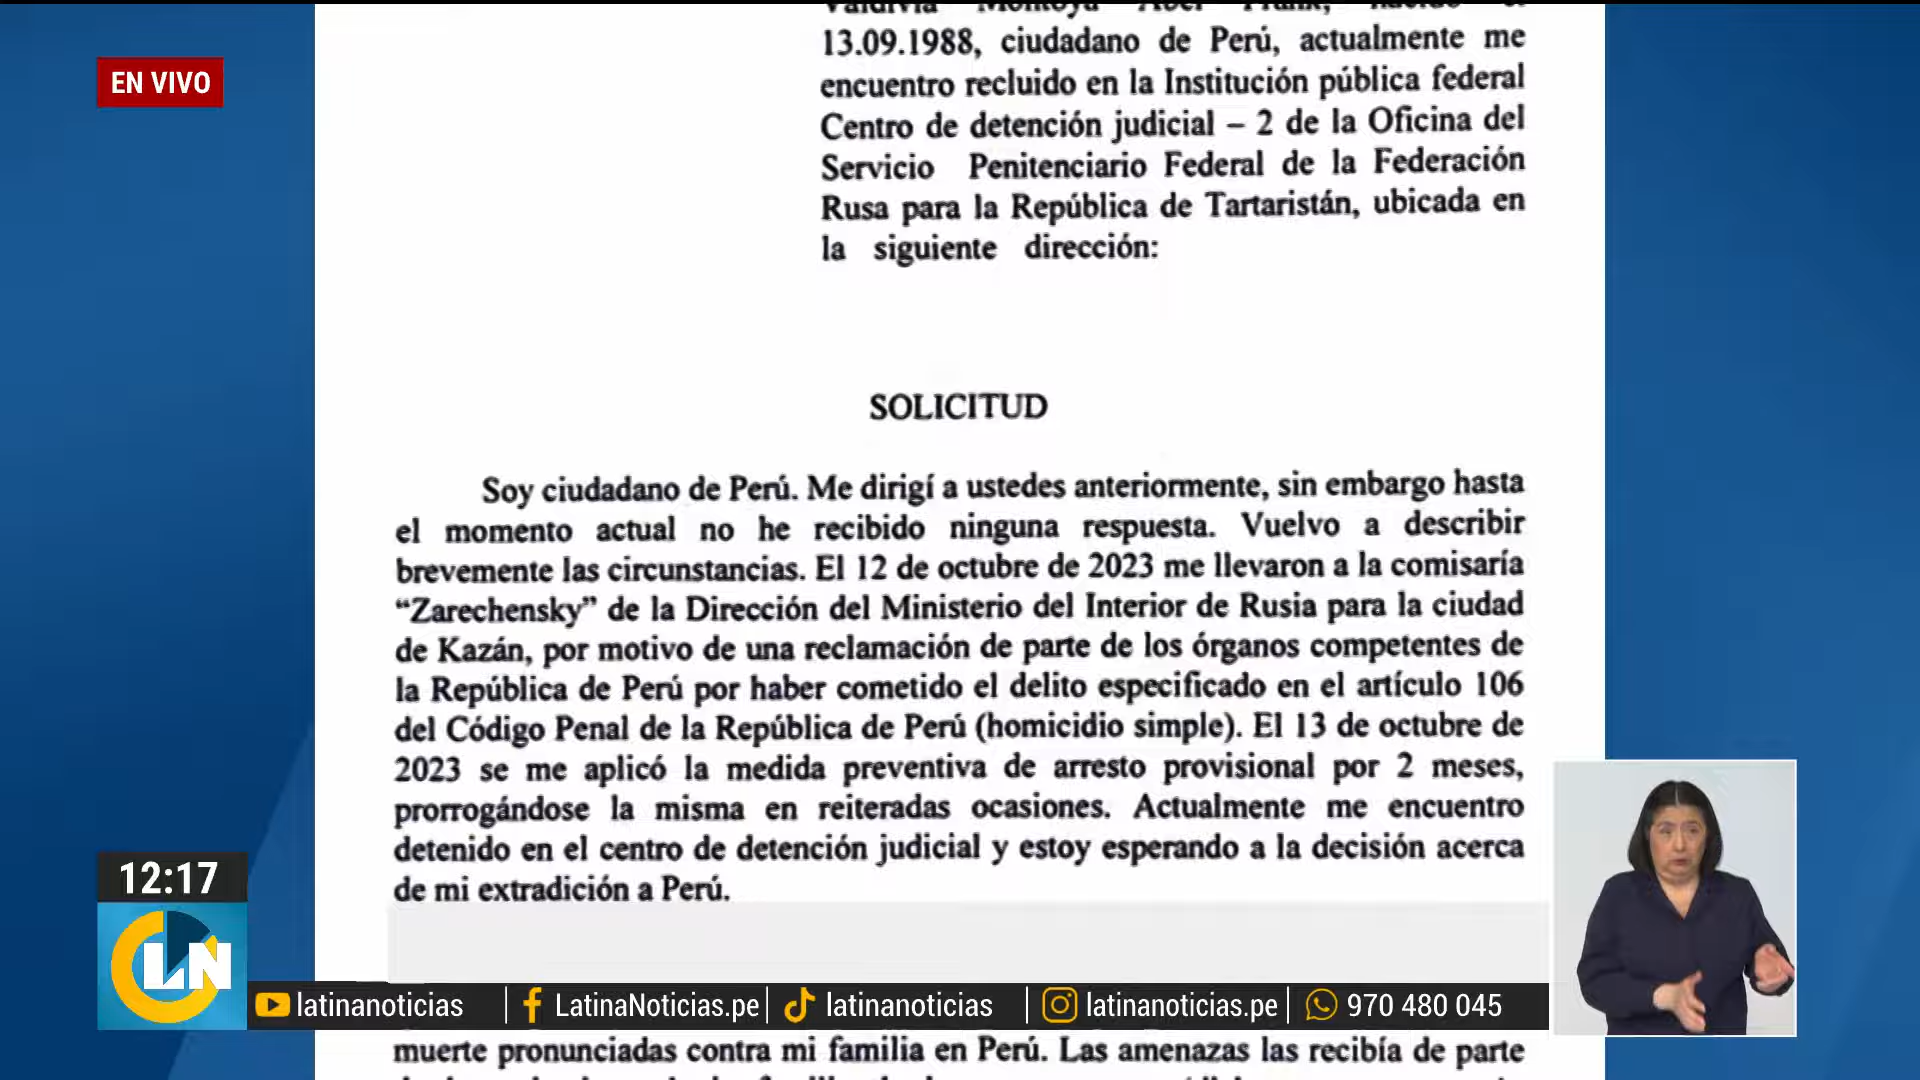 Valdivia Montoya Abel Frank, nacido el
13.09.1988, ciudadano de Perú, actualmente me
encuentro recluido en la Institución pública federal
Centro de detención judicial – 2 de la Oficina del
Servicio Penitenciario Federal de la Federación
Rusa para la República de Tartaristán, ubicada en
la siguiente dirección:
EN VIVO
SOLICITUD
Soy ciudadano de Perú. Me dirigí a ustedes anteriormente, sin embargo hasta
el momento actual no he recibido ninguna respuesta. Vuelvo a describir
brevemente las circunstancias. El 12 de octubre de 2023 me llevaron a la comisaría
“Zarechensky” de la Dirección del Ministerio del Interior de Rusia para la ciudad
de Kazán, por motivo de una reclamación de parte de los órganos competentes de
la República de Perú por haber cometido el delito especificado en el artículo 106
del Código Penal de la República de Perú (homicidio simple). El 13 de octubre de
2023 se me aplicó la medida preventiva de arresto provisional por 2 meses,
prorrogándose la misma en reiteradas ocasiones. Actualmente me encuentro
detenido en el centro de detención judicial y estoy esperando a la decisión acerca
de mi extradición a Perú.
12:17
LN
latinanoticias | LatinaNoticias.pe | latinanoticias | latinanoticias.pe | 970 480 045
muerte pronunciadas contra mi familia en Perú. Las amenazas las recibía de parte